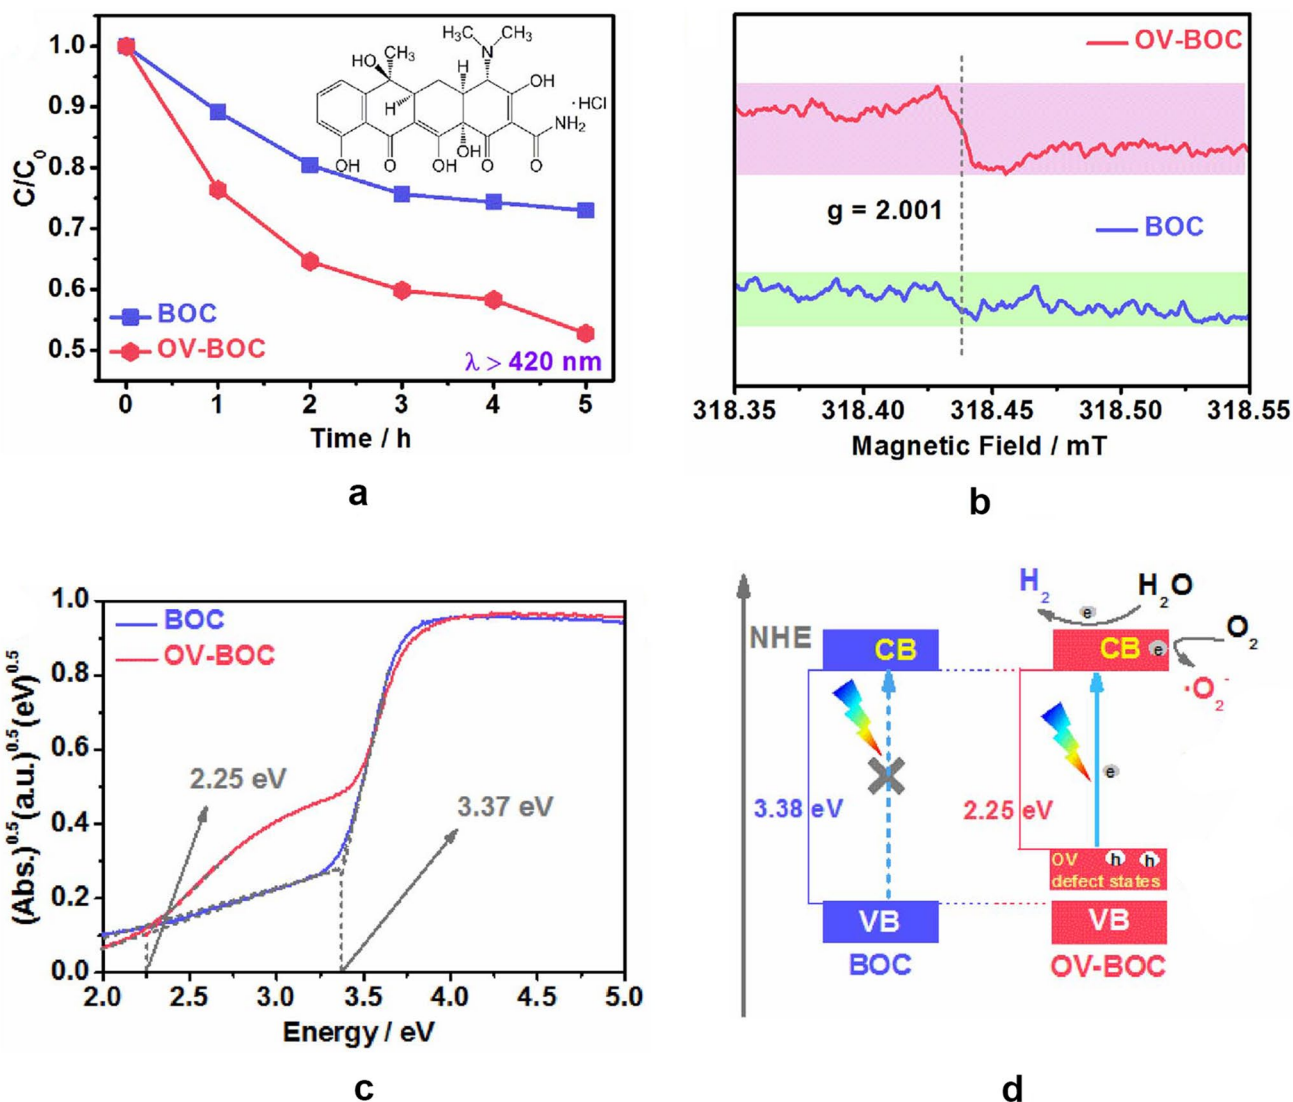 1.0
0.9
0.8
0.7
0.6
0.5
C/C₀
CH₃
HO
H₃C
CH₃
N
H
H
OH
·HCl
NH₂
OH
O
OH
OH
O
O
BOC
OV-BOC
λ > 420 nm
0 1 2 3 4 5
Time / h
a
OV-BOC
g = 2.001
BOC
318.35 318.40 318.45 318.50 318.55
Magnetic Field / mT
b
1.0
0.8
0.6
0.4
0.2
0.0
(Abs.)^0.5 (a.u.)^0.5 (eV)^0.5
BOC
OV-BOC
2.25 eV
3.37 eV
2.0 2.5 3.0 3.5 4.0 4.5 5.0
Energy / eV
c
NHE
H₂
e
H₂O
O₂
CB
CB
e
·O₂⁻
e
3.38 eV
2.25 eV
OV
h h
defect states
VB
VB
BOC
OV-BOC
d